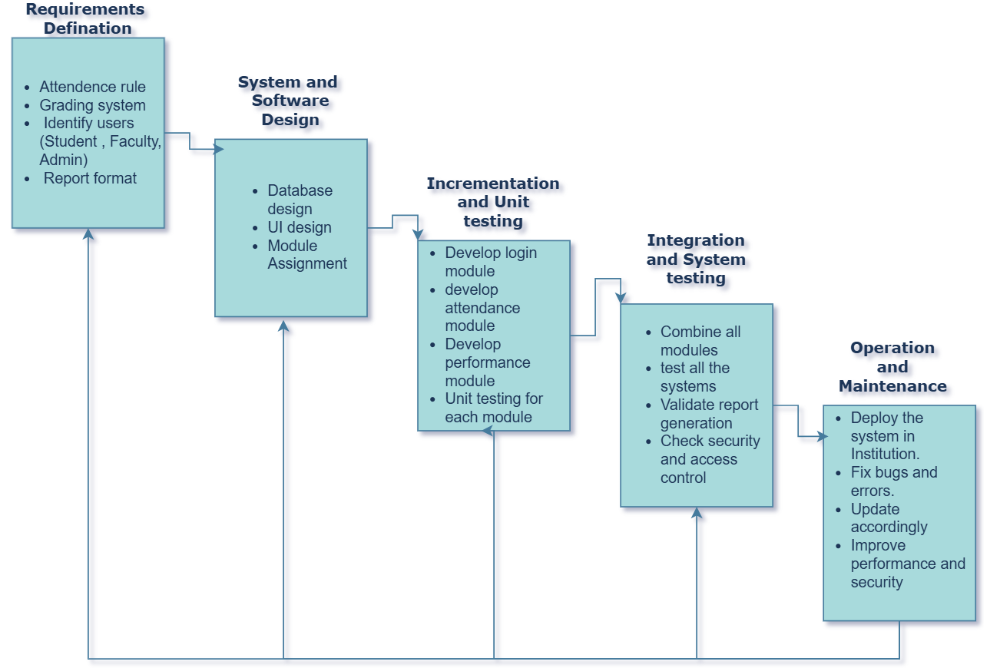 Requirements
Defination
• Attendence rule
• Grading system
• Identify users
(Student , Faculty,
Admin)
• Report format
System and
Software
Design
• Database
design
• UI design
• Module
Assignment
Incrementation
and Unit
testing
• Develop login
module
• develop
attendance
module
• Develop
performance
module
• Unit testing for
each module
Integration
and System
testing
• Combine all
modules
• test all the
systems
• Validate report
generation
• Check security
and access
control
Operation
and
Maintenance
• Deploy the
system in
Institution.
• Fix bugs and
errors.
• Update
accordingly
• Improve
performance and
security